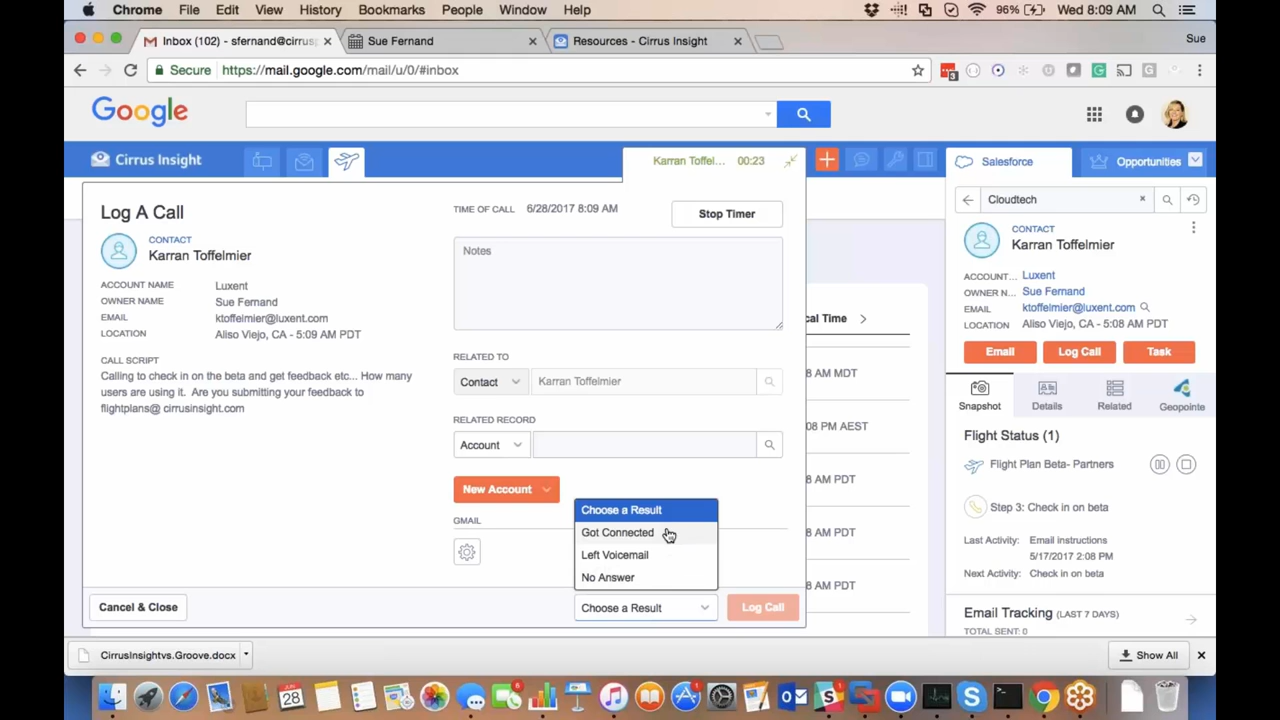 Chrome File Edit View History Bookmarks People Window Help 96% Wed 8:09 AM
Inbox (102) - sfernand@cirrus
Sue Fernand
Resources - Cirrus Insight
Sue
Secure https://mail.google.com/mail/u/0/#inbox
3
Google
Cirrus Insight
Karran Toffel... 00:23
Salesforce
Opportunities
Log A Call
CONTACT
Karran Toffelmier
ACCOUNT NAME Luxent
OWNER NAME Sue Fernand
EMAIL ktoffelmier@luxent.com
LOCATION Aliso Viejo, CA - 5:09 AM PDT
CALL SCRIPT
Calling to check in on the beta and get feedback etc... How many
users are using it. Are you submitting your feedback to
flightplans@ cirrusinsight.com
TIME OF CALL 6/28/2017 8:09 AM
Stop Timer
Notes
RELATED TO
Contact Karran Toffelmier
RELATED RECORD
Account
New Account
GMAIL
Choose a Result
Got Connected
Left Voicemail
No Answer
Cancel & Close
Choose a Result
Log Call
cal Time
8 AM MDT
08 PM AEST
8 AM PDT
8 AM PDT
8 AM PDT
Cloudtech
CONTACT
Karran Toffelmier
ACCOUNT... Luxent
OWNER N... Sue Fernand
EMAIL ktoffelmier@luxent.com
LOCATION Aliso Viejo, CA - 5:08 AM PDT
Email
Log Call
Task
Snapshot
Details
Related
Geopointe
Flight Status (1)
Flight Plan Beta- Partners
Step 3: Check in on beta
Last Activity: Email instructions
5/17/2017 2:08 PM
Next Activity: Check in on beta
Email Tracking (LAST 7 DAYS)
TOTAL SENT: 0
CirrusInsightvs.Groove.docx
Show All
JUN
28
6
1